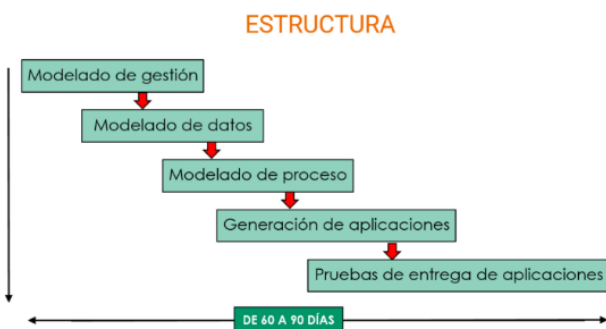 ESTRUCTURA
Modelado de gestión
Modelado de datos
Modelado de proceso
Generación de aplicaciones
Pruebas de entrega de aplicaciones
DE 60 A 90 DÍAS